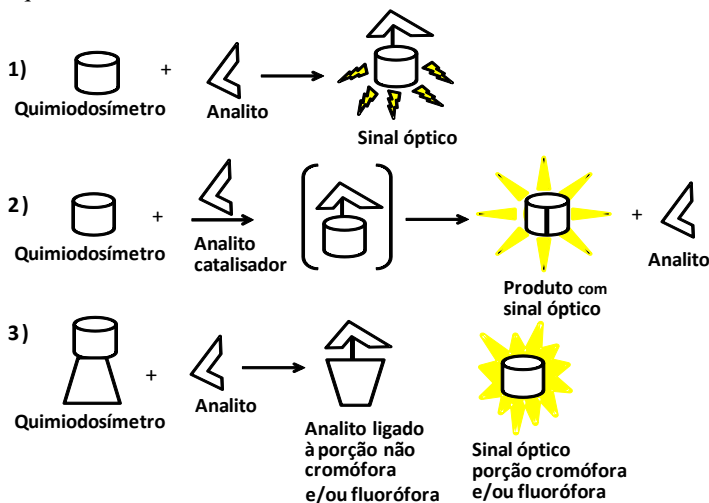 1)
+
Quimiodosímetro
Analito
Sinal óptico
2)
+
Quimiodosímetro
Analito
catalisador
+
Analito
Produto com
sinal óptico
3)
+
Quimiodosímetro
Analito
Analito ligado
à porção não
cromófora
e/ou fluorófora
Sinal óptico
porção cromófora
e/ou fluorófora